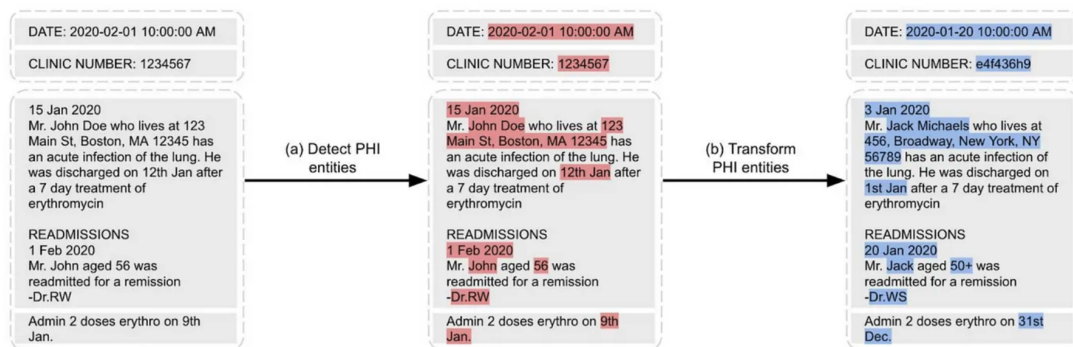 DATE: 2020-02-01 10:00:00 AM
CLINIC NUMBER: 1234567
15 Jan 2020
Mr. John Doe who lives at 123
Main St, Boston, MA 12345 has
an acute infection of the lung. He
was discharged on 12th Jan after
a 7 day treatment of
erythromycin
READMISSIONS
1 Feb 2020
Mr. John aged 56 was
readmitted for a remission
-Dr.RW
Admin 2 doses erythro on 9th
Jan.
(a) Detect PHI
entities
DATE: 2020-02-01 10:00:00 AM
CLINIC NUMBER: 1234567
15 Jan 2020
Mr. John Doe who lives at 123
Main St, Boston, MA 12345 has
an acute infection of the lung. He
was discharged on 12th Jan after
a 7 day treatment of
erythromycin
READMISSIONS
1 Feb 2020
Mr. John aged 56 was
readmitted for a remission
-Dr.RW
Admin 2 doses erythro on 9th
Jan.
(b) Transform
PHI entities
DATE: 2020-01-20 10:00:00 AM
CLINIC NUMBER: e4f436h9
3 Jan 2020
Mr. Jack Michaels who lives at
456, Broadway, New York, NY
56789 has an acute infection of
the lung. He was discharged on
1st Jan after a 7 day treatment of
erythromycin
READMISSIONS
20 Jan 2020
Mr. Jack aged 50+ was
readmitted for a remission
-Dr.WS
Admin 2 doses erythro on 31st
Dec.